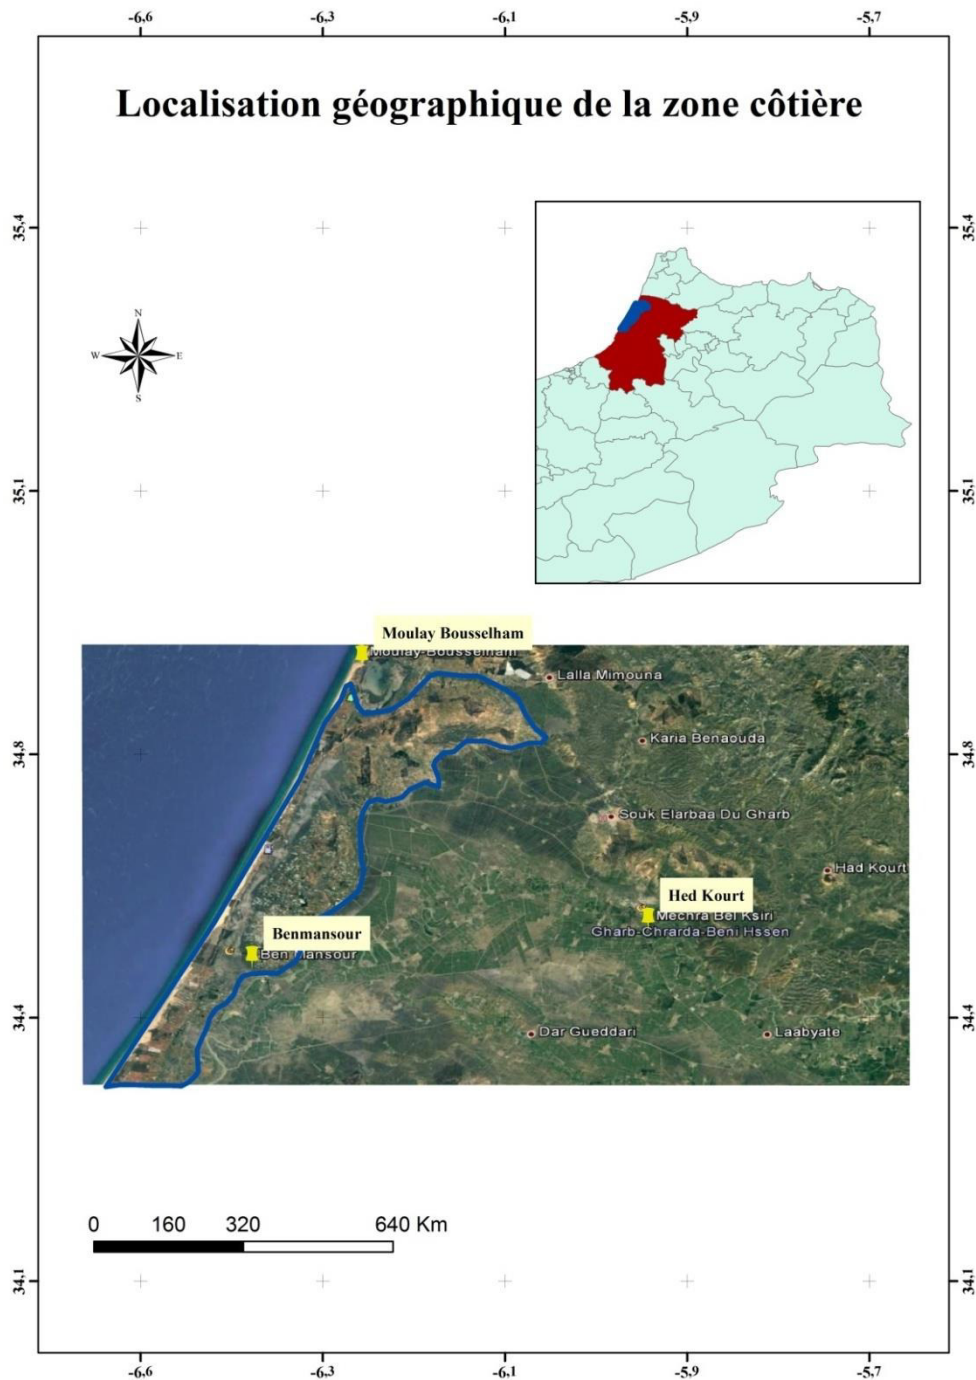 -6,6 -6,3 -6,1 -5,9 -5,7
Localisation géographique de la zone côtière
35,4 35,4
N
W E
S
35,1 35,1
Moulay Bousselham
Moulay-Bousselham
Lalla Mimouna
Karia Benaouda
34,8 34,8
Souk Elarbaa Du Gharb
Had Kourt
Hed Kourt
Mechra Bel Ksiri
Gharb-Chrarda-Beni Hssen
Benmansour
Ben Mansour
34,4 34,4
Dar Gueddari
Laabyate
0 160 320 640 Km
34,1 34,1
-6,6 -6,3 -6,1 -5,9 -5,7